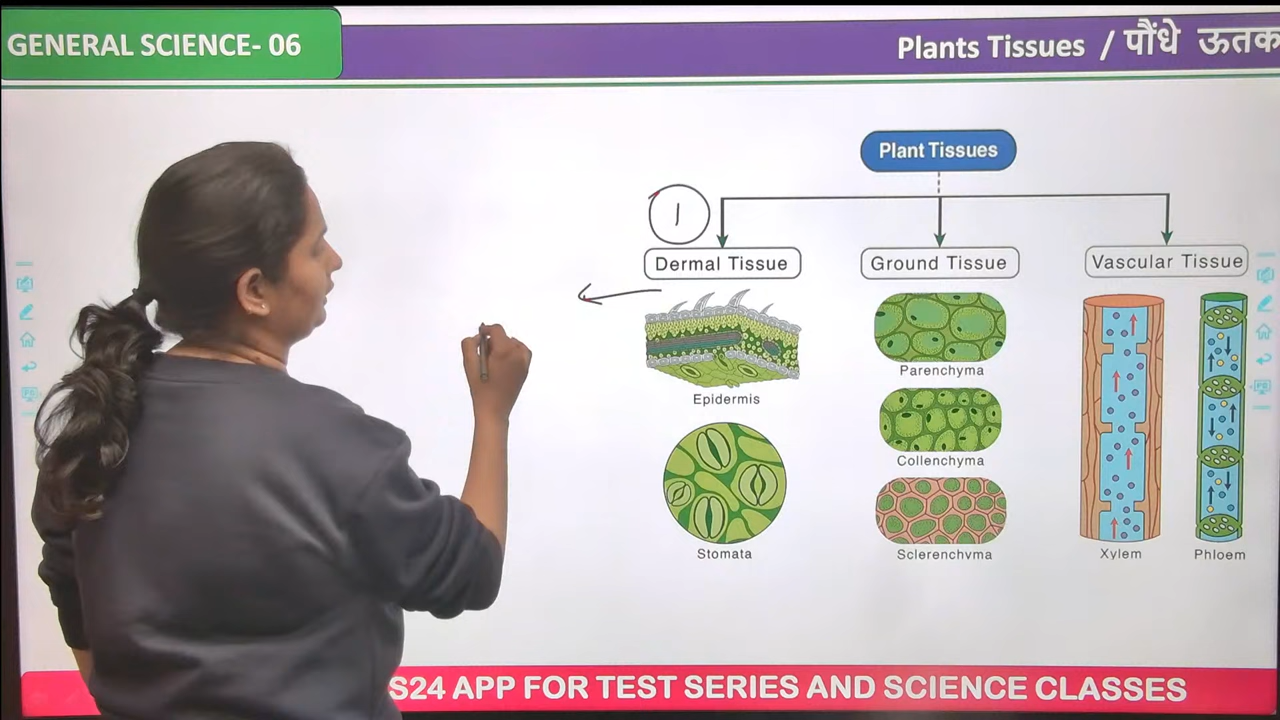 GENERAL SCIENCE- 06
Plants Tissues / पौंधे ऊतक
Plant Tissues
1
Dermal Tissue
Ground Tissue
Vascular Tissue
Epidermis
Stomata
Parenchyma
Collenchyma
Sclerenchyma
Xylem
Phloem
S24 APP FOR TEST SERIES AND SCIENCE CLASSES